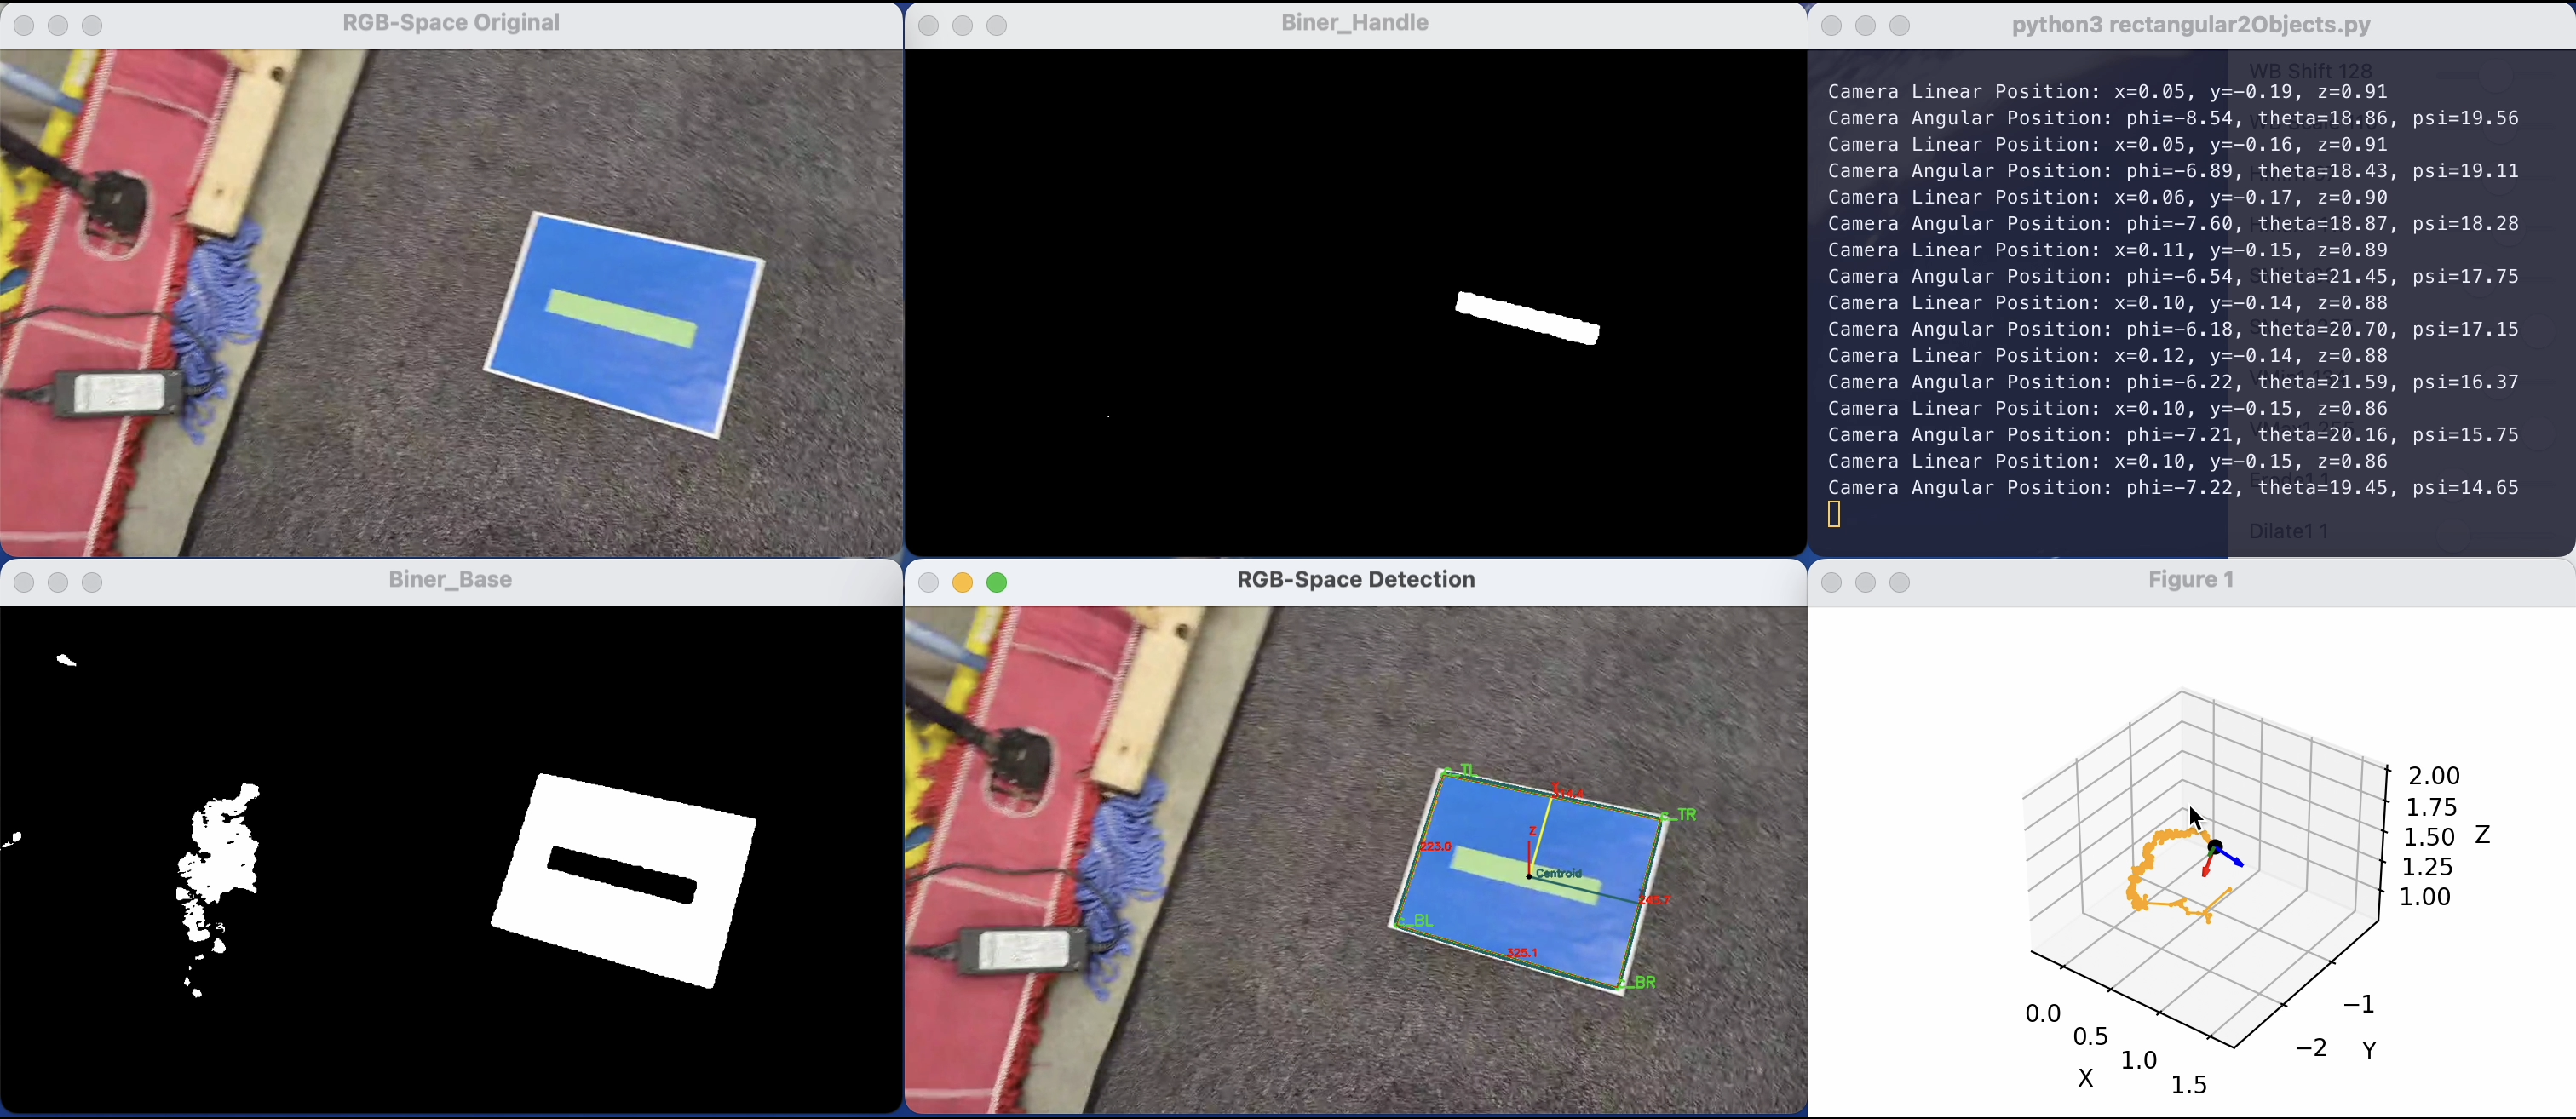 RGB-Space Original
Biner_Handle
python3 rectangular2Objects.py
WB Shift 128
Camera Linear Position: x=0.05, y=-0.19, z=0.91
Camera Angular Position: phi=-8.54, theta=18.86, psi=19.56
Camera Linear Position: x=0.05, y=-0.16, z=0.91
Camera Angular Position: phi=-6.89, theta=18.43, psi=19.11
Camera Linear Position: x=0.06, y=-0.17, z=0.90
Camera Angular Position: phi=-7.60, theta=18.87, psi=18.28
Camera Linear Position: x=0.11, y=-0.15, z=0.89
Camera Angular Position: phi=-6.54, theta=21.45, psi=17.75
Camera Linear Position: x=0.10, y=-0.14, z=0.88
Camera Angular Position: phi=-6.18, theta=20.70, psi=17.15
Camera Linear Position: x=0.12, y=-0.14, z=0.88
Camera Angular Position: phi=-6.22, theta=21.59, psi=16.37
Camera Linear Position: x=0.10, y=-0.15, z=0.86
Camera Angular Position: phi=-7.21, theta=20.16, psi=15.75
Camera Linear Position: x=0.10, y=-0.15, z=0.86
Camera Angular Position: phi=-7.22, theta=19.45, psi=14.65
Dilate1 1
Biner_Base
RGB-Space Detection
Figure 1
c_TL
c_TR
Z
223.0
Centroid
c_BL
325.1
c_BR
2.00
1.75
1.50
1.25
1.00
Z
0.0
0.5
1.0
1.5
X
-1
-2
Y